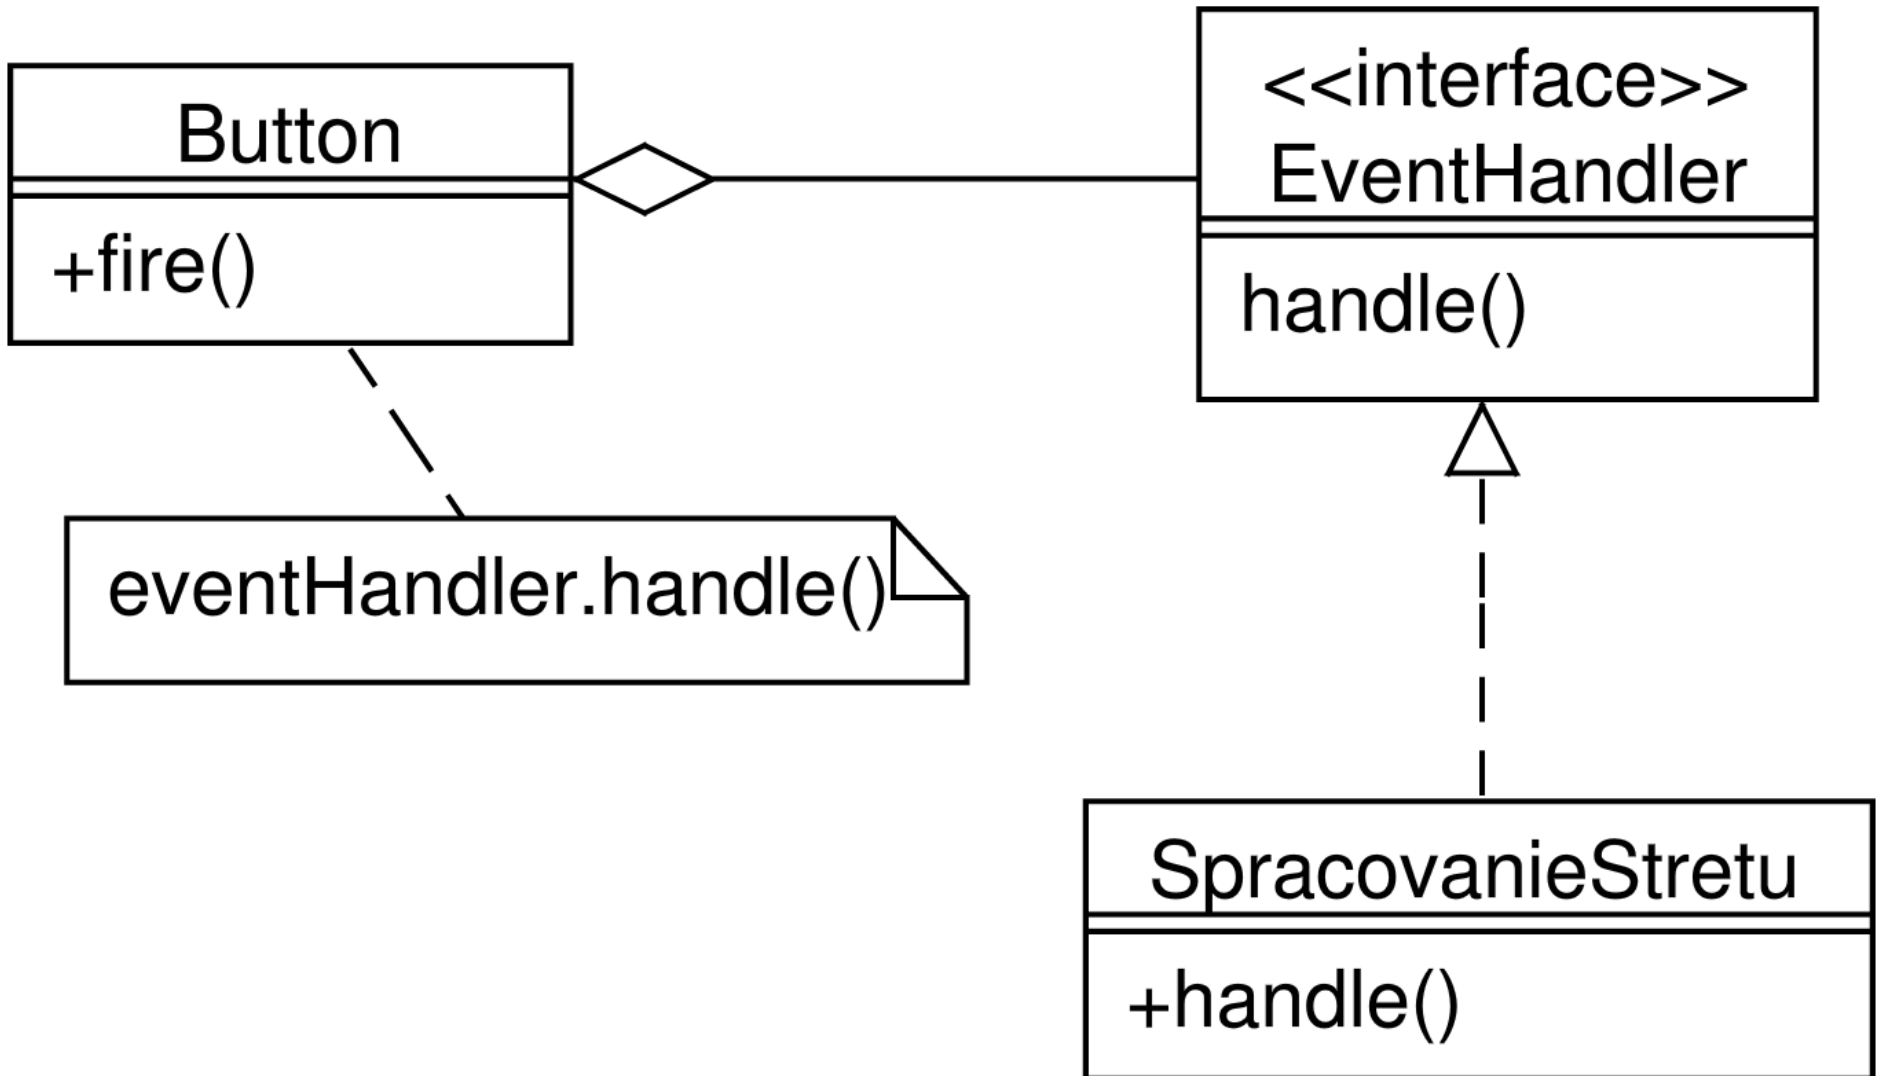 Button
+fire()
<<interface>>
EventHandler
handle()
eventHandler.handle()
SpracovanieStretu
+handle()